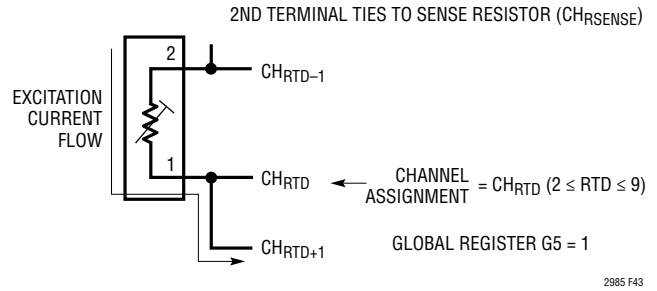 2ND TERMINAL TIES TO SENSE RESISTOR (CHRSENSE)
2
CHRTD–1
EXCITATION
CURRENT
FLOW
1
CHRTD
CHANNEL
ASSIGNMENT = CHRTD (2 ≤ RTD ≤ 9)
CHRTD+1
GLOBAL REGISTER G5 = 1
2985 F43